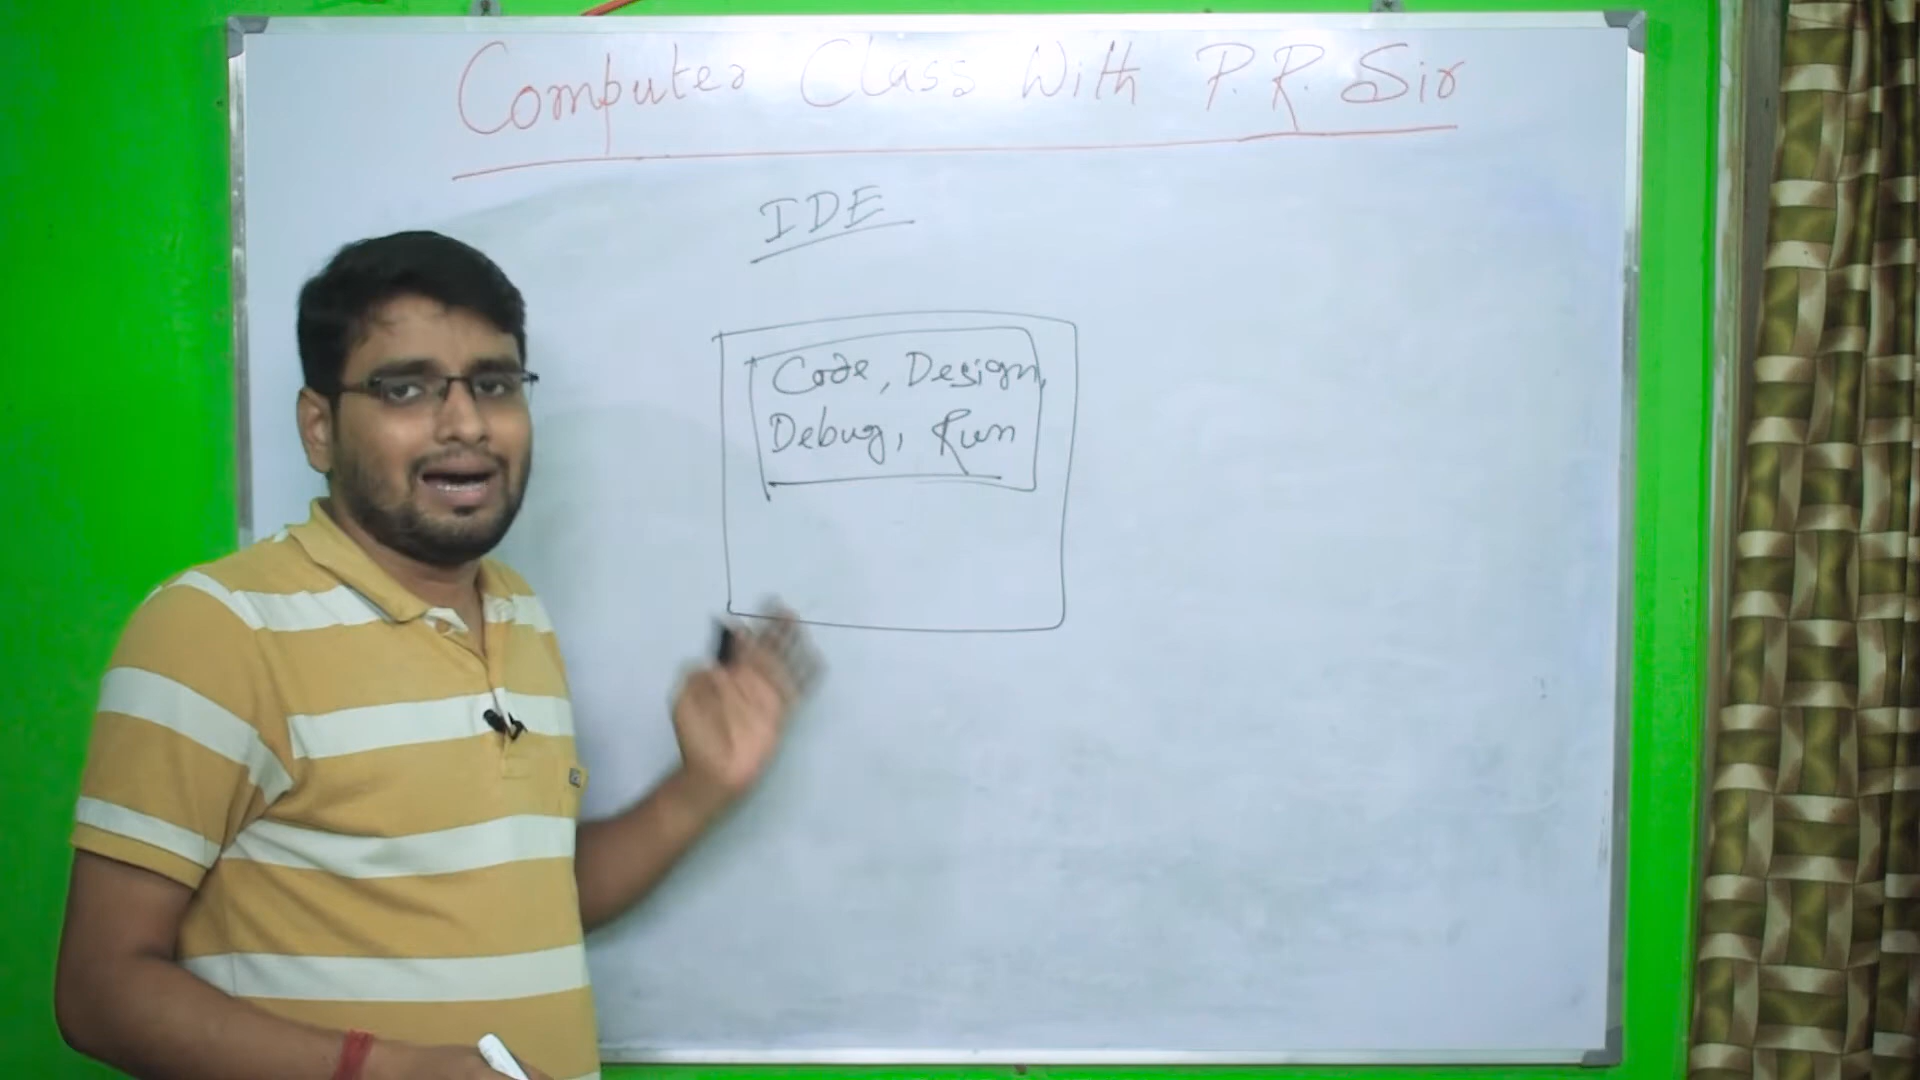 Computer Class With P.R. Sir
IDE
Code, Design,
Debug, Run